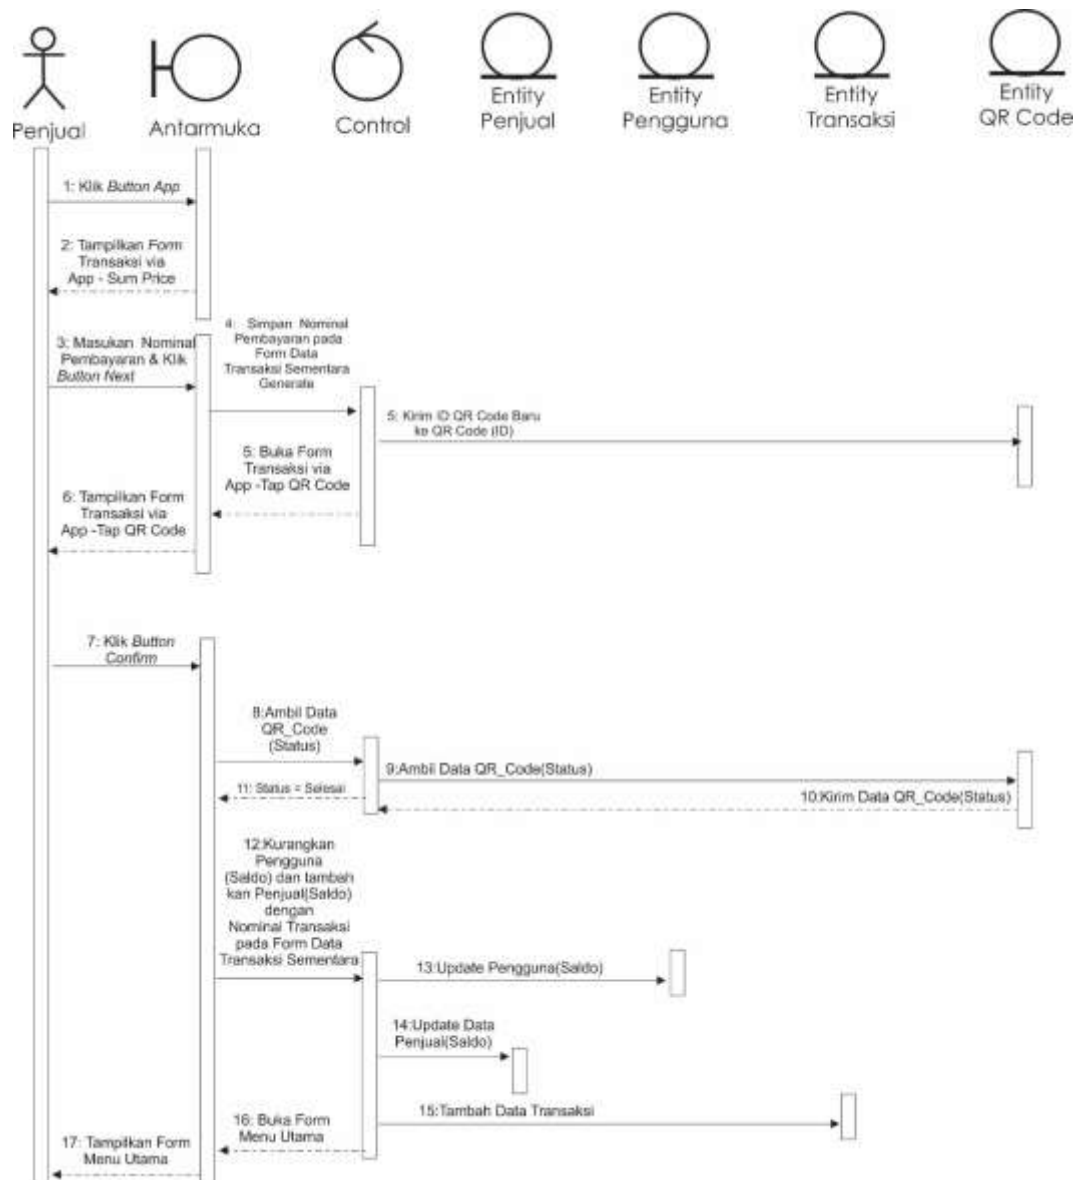 Penjual
Antarmuka
Control
Entity
Penjual
Entity
Pengguna
Entity
Transaksi
Entity
QR Code
1: Klik Button App
2: Tampilkan Form
Transaksi via
App - Sum Price
3: Masukan Nominal
Pembayaran & Klik
Button Next
4: Simpan Nominal
Pembayaran pada
Form Data
Transaksi Sementara
Generate
5: Kirim ID QR Code Baru
ke QR Code (ID)
5: Buka Form
Transaksi via
App -Tap QR Code
6: Tampilkan Form
Transaksi via
App -Tap QR Code
7: Klik Button
Confirm
8:Ambil Data
QR_Code
(Status)
9:Ambil Data QR_Code(Status)
10:Kirim Data QR_Code(Status)
11: Status = Selesai
12:Kurangkan
Pengguna
(Saldo) dan tambah
kan Penjual(Saldo)
dengan
Nominal Transaksi
pada Form Data
Transaksi Sementara
13:Update Pengguna(Saldo)
14:Update Data
Penjual(Saldo)
15:Tambah Data Transaksi
16: Buka Form
Menu Utama
17: Tampilkan Form
Menu Utama